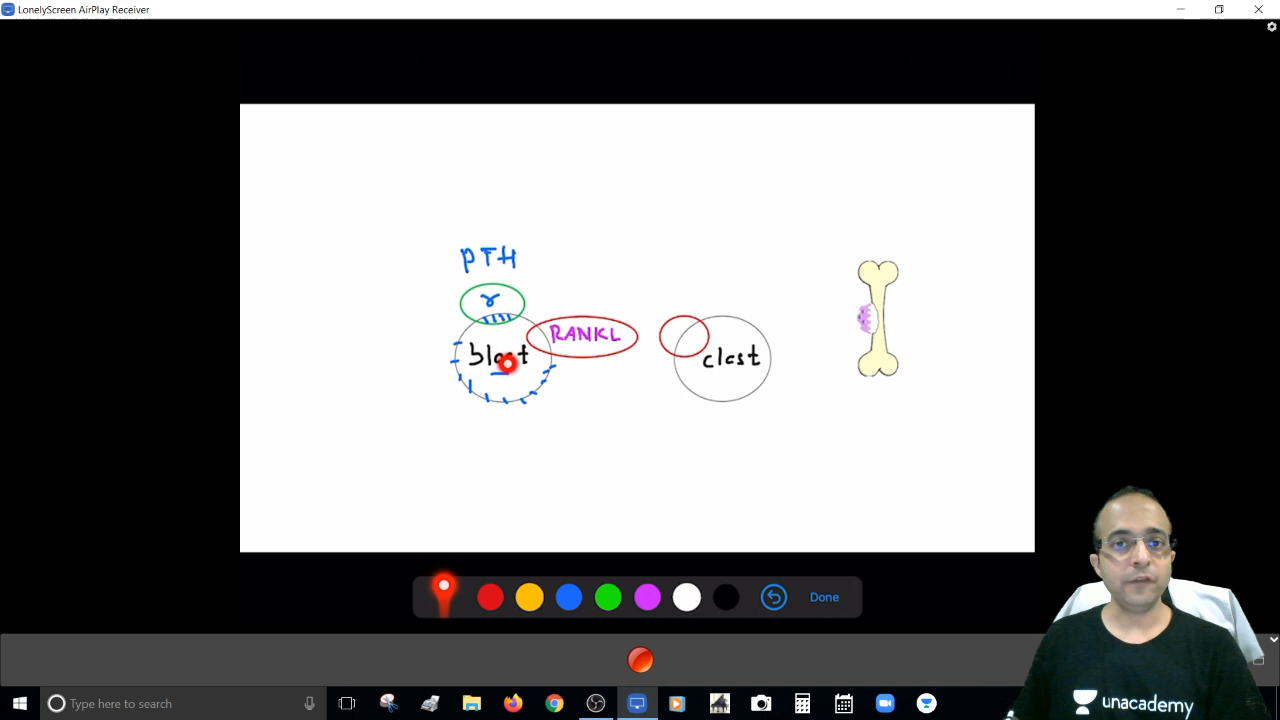 LonelyScreen AirPlay Receiver
PTH
r
RANKL
blast
clast
Done
Type here to search
unacademy